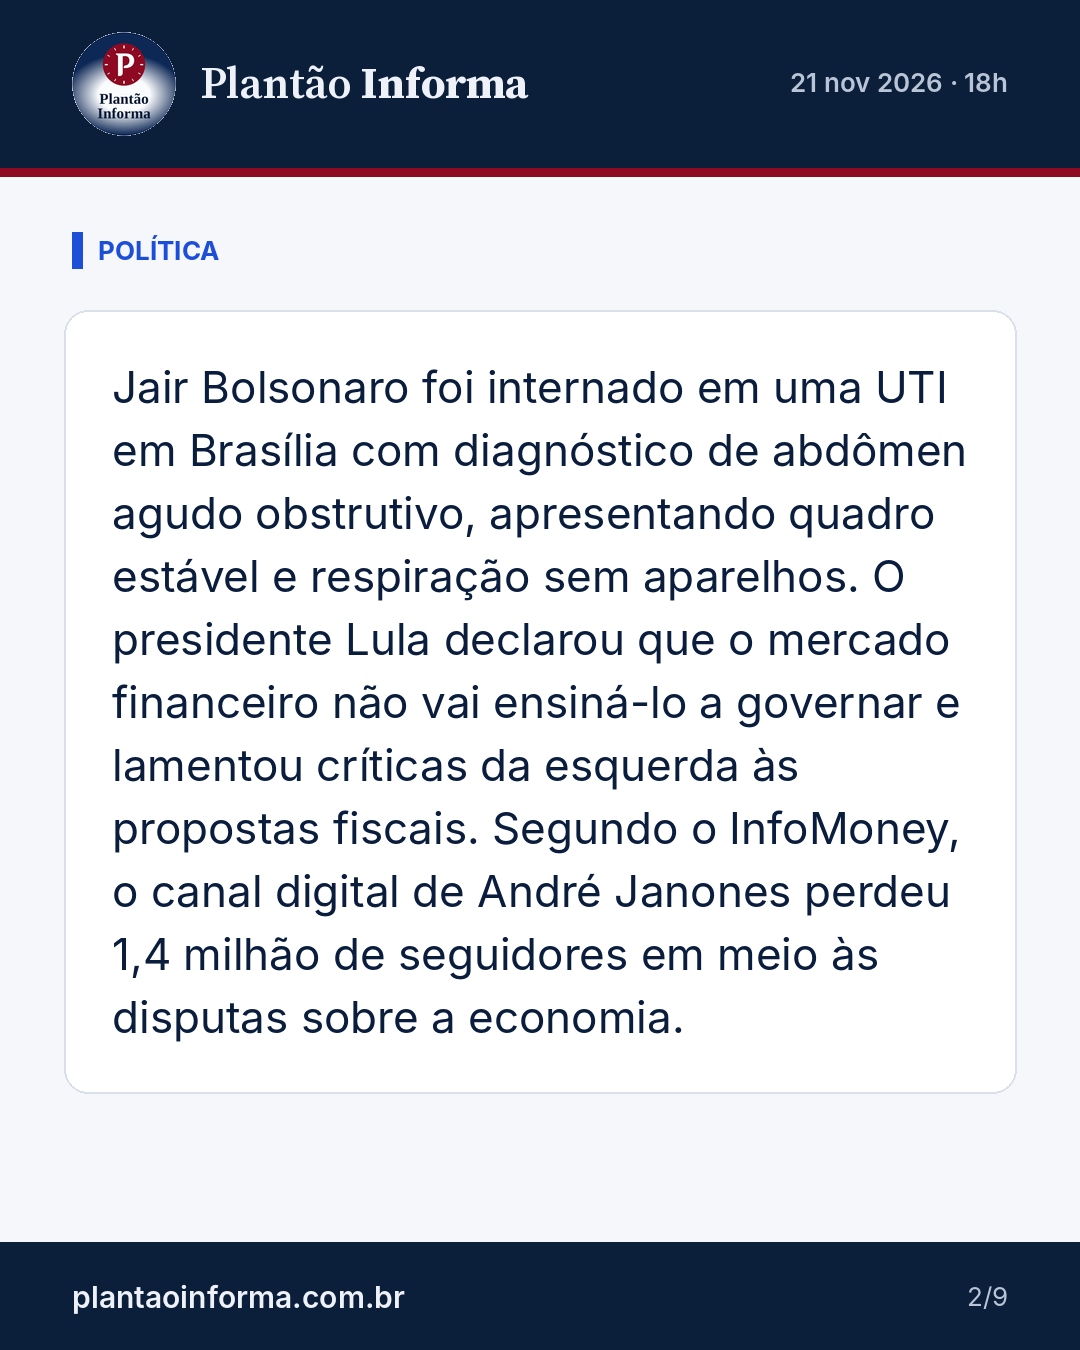 P
Plantão
Informa
Plantão Informa
21 nov 2026 · 18h
POLÍTICA
Jair Bolsonaro foi internado em uma UTI
em Brasília com diagnóstico de abdômen
agudo obstrutivo, apresentando quadro
estável e respiração sem aparelhos. O
presidente Lula declarou que o mercado
financeiro não vai ensiná-lo a governar e
lamentou críticas da esquerda às
propostas fiscais. Segundo o InfoMoney,
o canal digital de André Janones perdeu
1,4 milhão de seguidores em meio às
disputas sobre a economia.
plantaoinforma.com.br
2/9